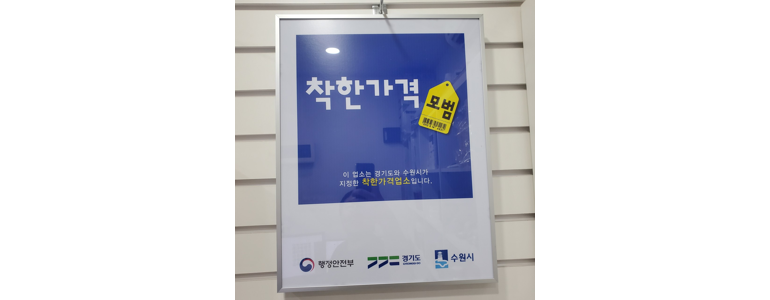 착한가격
모범
이 업소는 경기도와 수원시가
지정한 착한가격업소입니다.
행정안전부
경기도
수원시